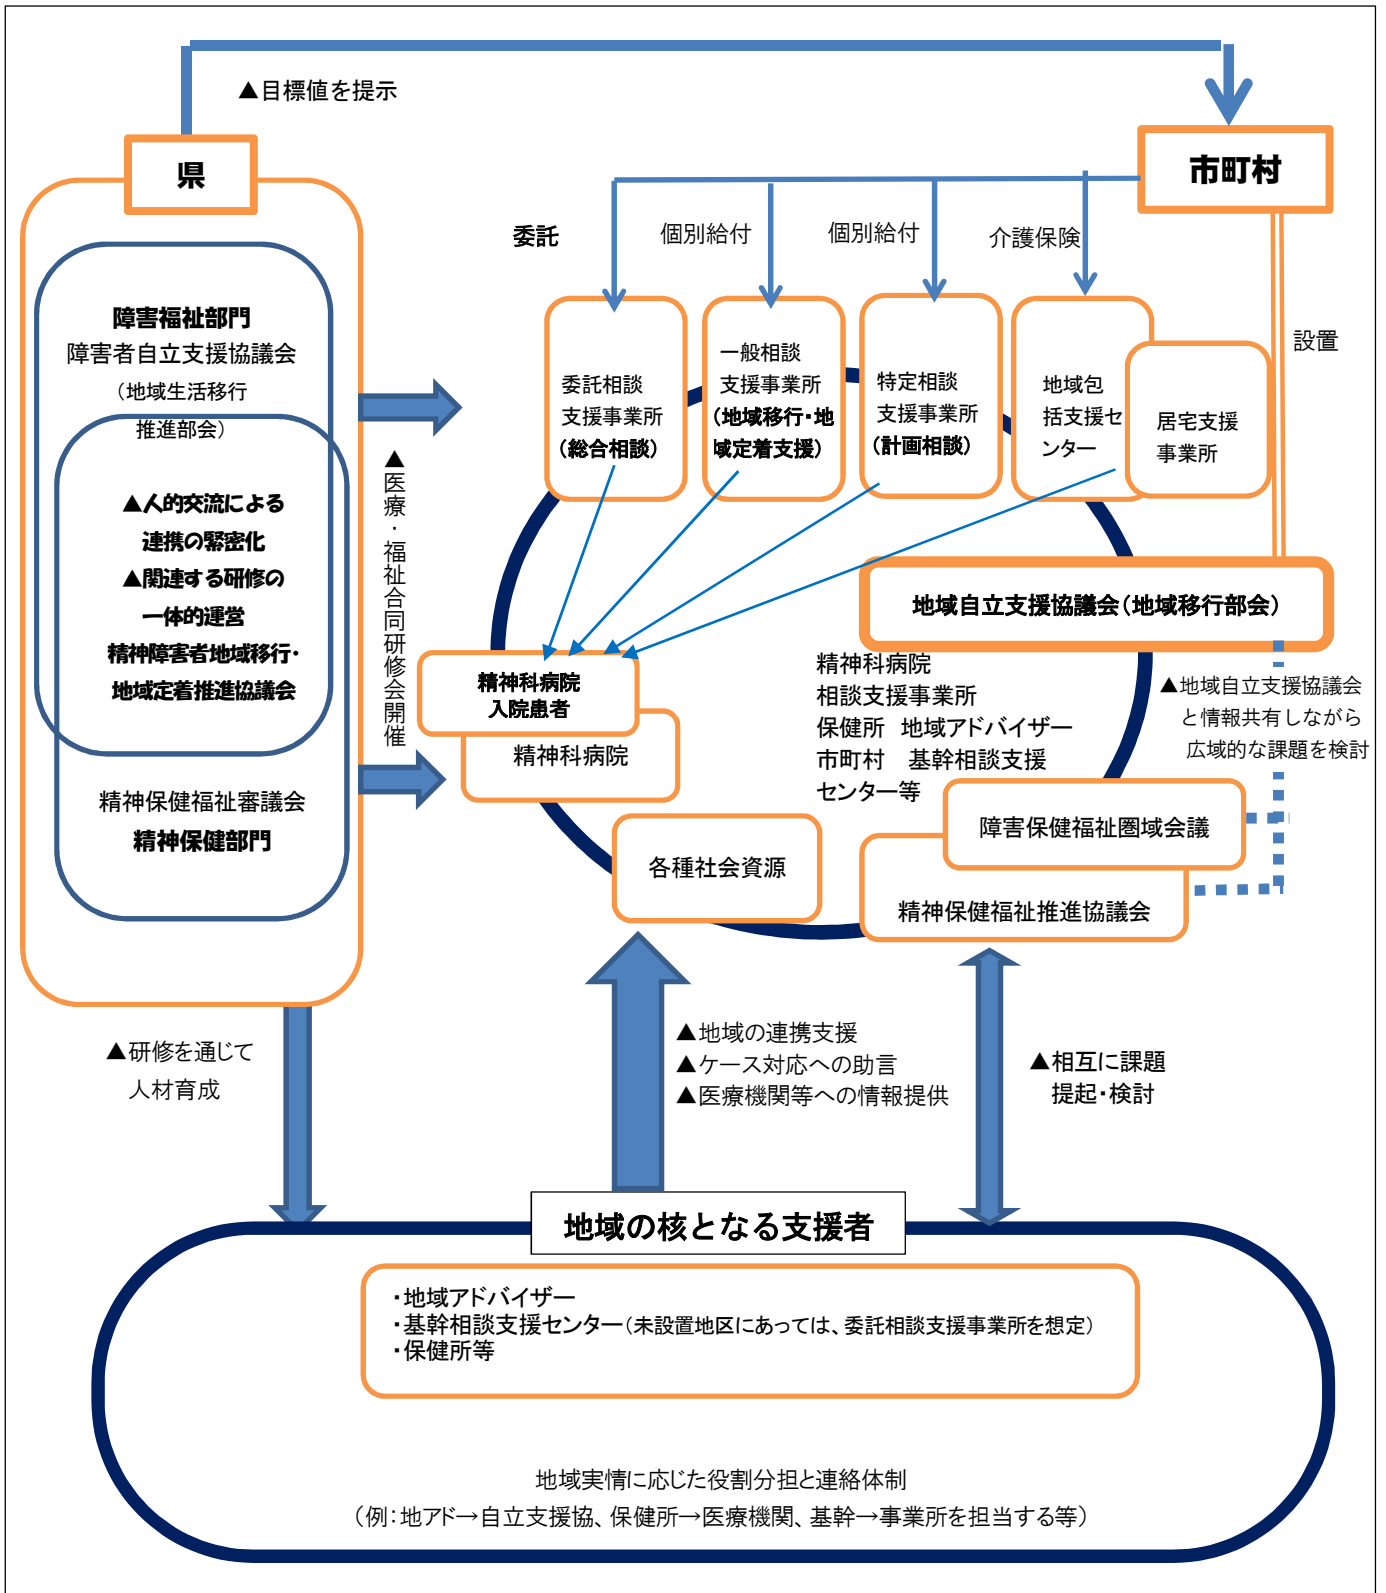 ▲目標値を提示
県
市町村
委託
個別給付
個別給付
介護保険
設置
障害福祉部門
障害者自立支援協議会
（地域生活移行
推進部会）
▲人的交流による
連携の緊密化
▲関連する研修の
一体的運営
精神障害者地域移行・
地域定着推進協議会
精神保健福祉審議会
精神保健部門
▲医療・福祉合同研修会開催
委託相談
支援事業所
（総合相談）
一般相談
支援事業所
（地域移行・地
域定着支援）
特定相談
支援事業所
（計画相談）
地域包
括支援セ
ンター
居宅支援
事業所
地域自立支援協議会（地域移行部会）
精神科病院
相談支援事業所
保健所　地域アドバイザー
市町村　基幹相談支援
センター等
▲地域自立支援協議会
と情報共有しながら
広域的な課題を検討
精神科病院
入院患者
精神科病院
各種社会資源
障害保健福祉圏域会議
精神保健福祉推進協議会
▲研修を通じて
人材育成
▲地域の連携支援
▲ケース対応への助言
▲医療機関等への情報提供
▲相互に課題
提起・検討
地域の核となる支援者
・地域アドバイザー
・基幹相談支援センター（未設置地区にあっては、委託相談支援事業所を想定）
・保健所等
地域実情に応じた役割分担と連絡体制
（例：地アド→自立支援協、保健所→医療機関、基幹→事業所を担当する等）